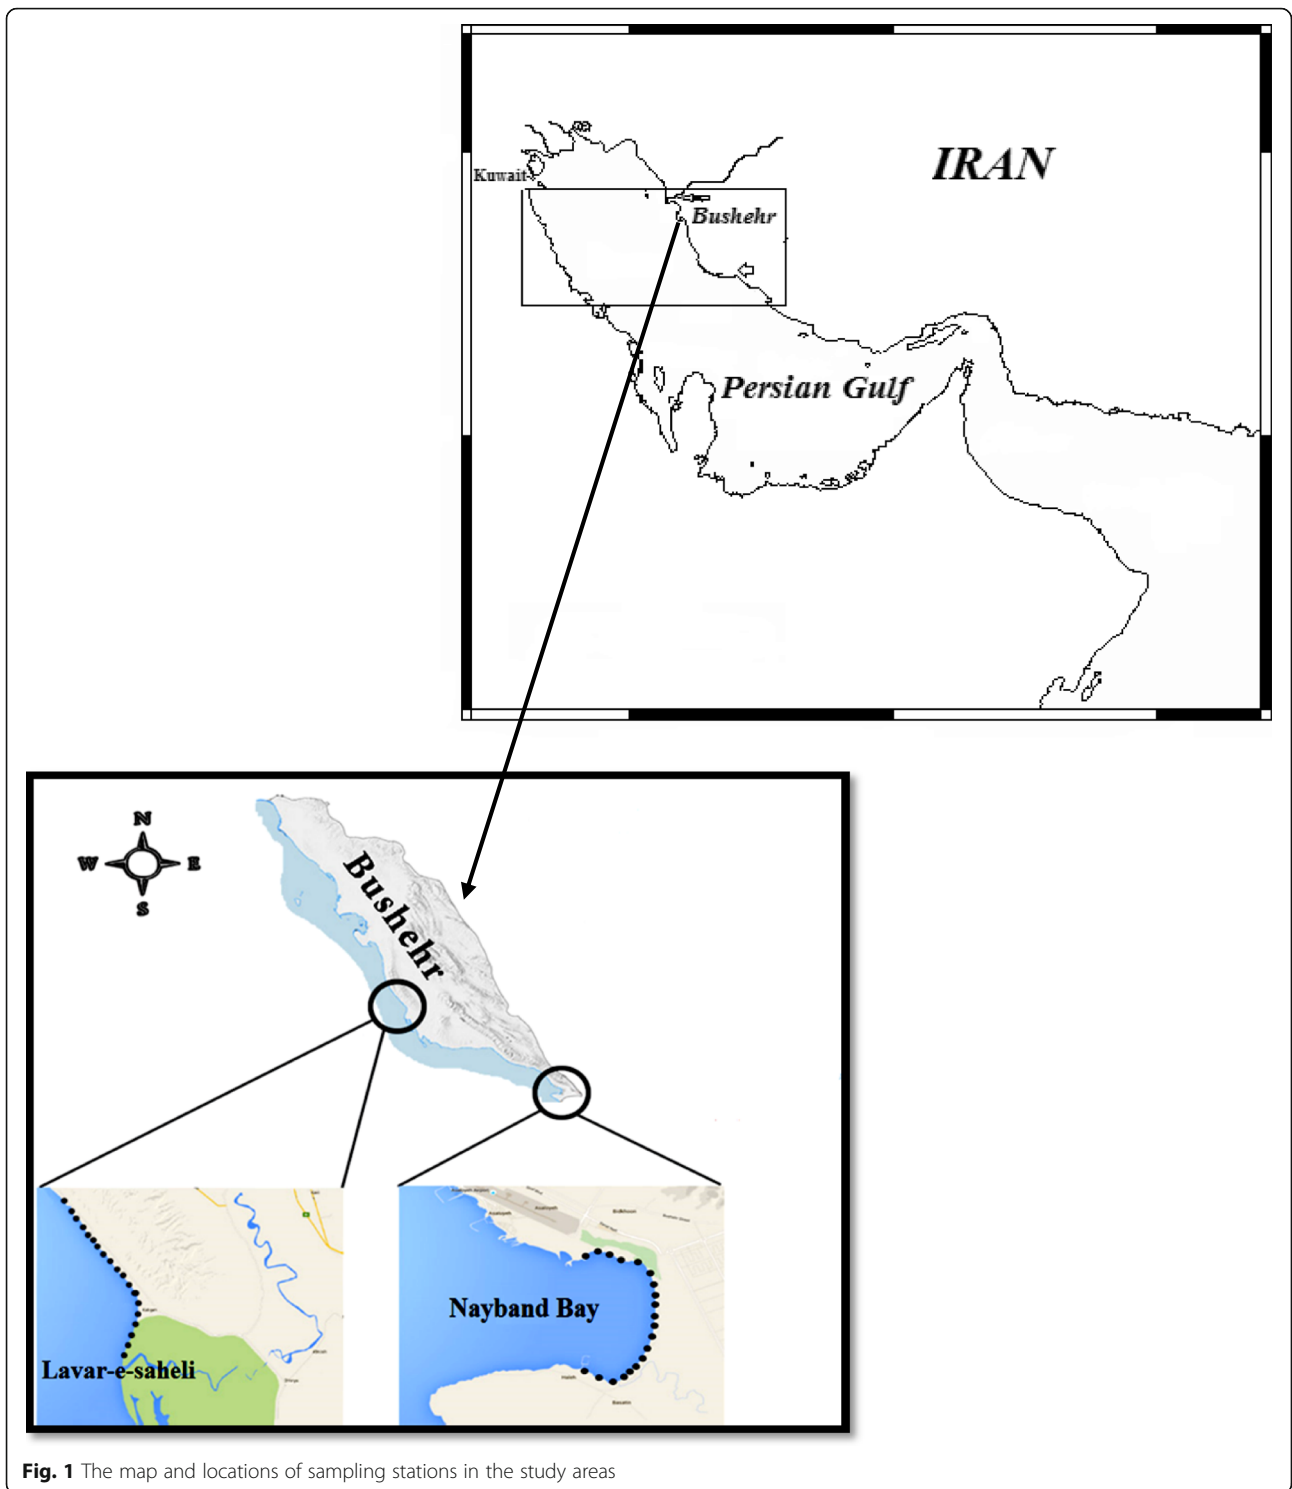 IRAN
Kuwait
Bushehr
Persian Gulf
N
W E
S
Bushehr
Nayband Bay
Lavar-e-saheli
Fig. 1 The map and locations of sampling stations in the study areas